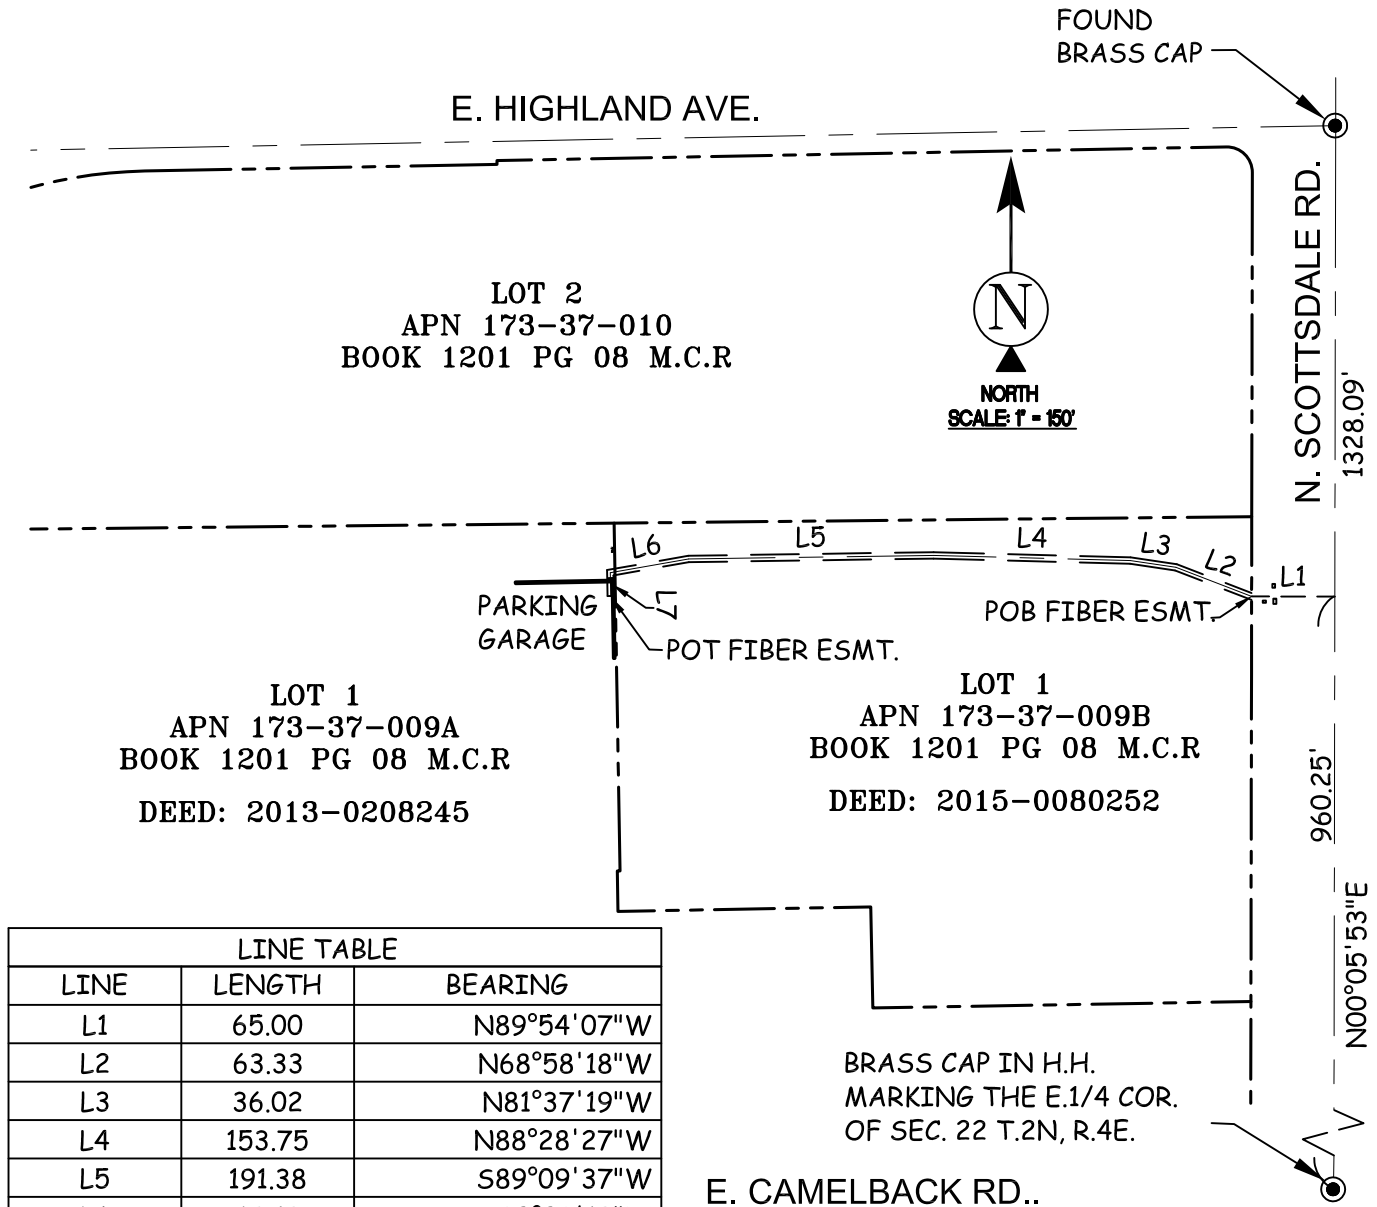 FOUND
BRASS CAP
E. HIGHLAND AVE.
N. SCOTTSDALE RD.
1328.09'
LOT 2
APN 173-37-010
BOOK 1201 PG 08 M.C.R
N
NORTH
SCALE: 1" = 150'
L6
L5
L4
L3
L2
L1
L7
PARKING
GARAGE
POT FIBER ESMT.
POB FIBER ESMT.
LOT 1
APN 173-37-009A
BOOK 1201 PG 08 M.C.R
DEED: 2013-0208245
LOT 1
APN 173-37-009B
BOOK 1201 PG 08 M.C.R
DEED: 2015-0080252
960.25'
N00°05'53"E
LINE TABLE
LINE LENGTH BEARING
L1 65.00 N89°54'07"W
L2 63.33 N68°58'18"W
L3 36.02 N81°37'19"W
L4 153.75 N88°28'27"W
L5 191.38 S89°09'37"W
BRASS CAP IN H.H.
MARKING THE E.1/4 COR.
OF SEC. 22 T.2N, R.4E.
E. CAMELBACK RD..